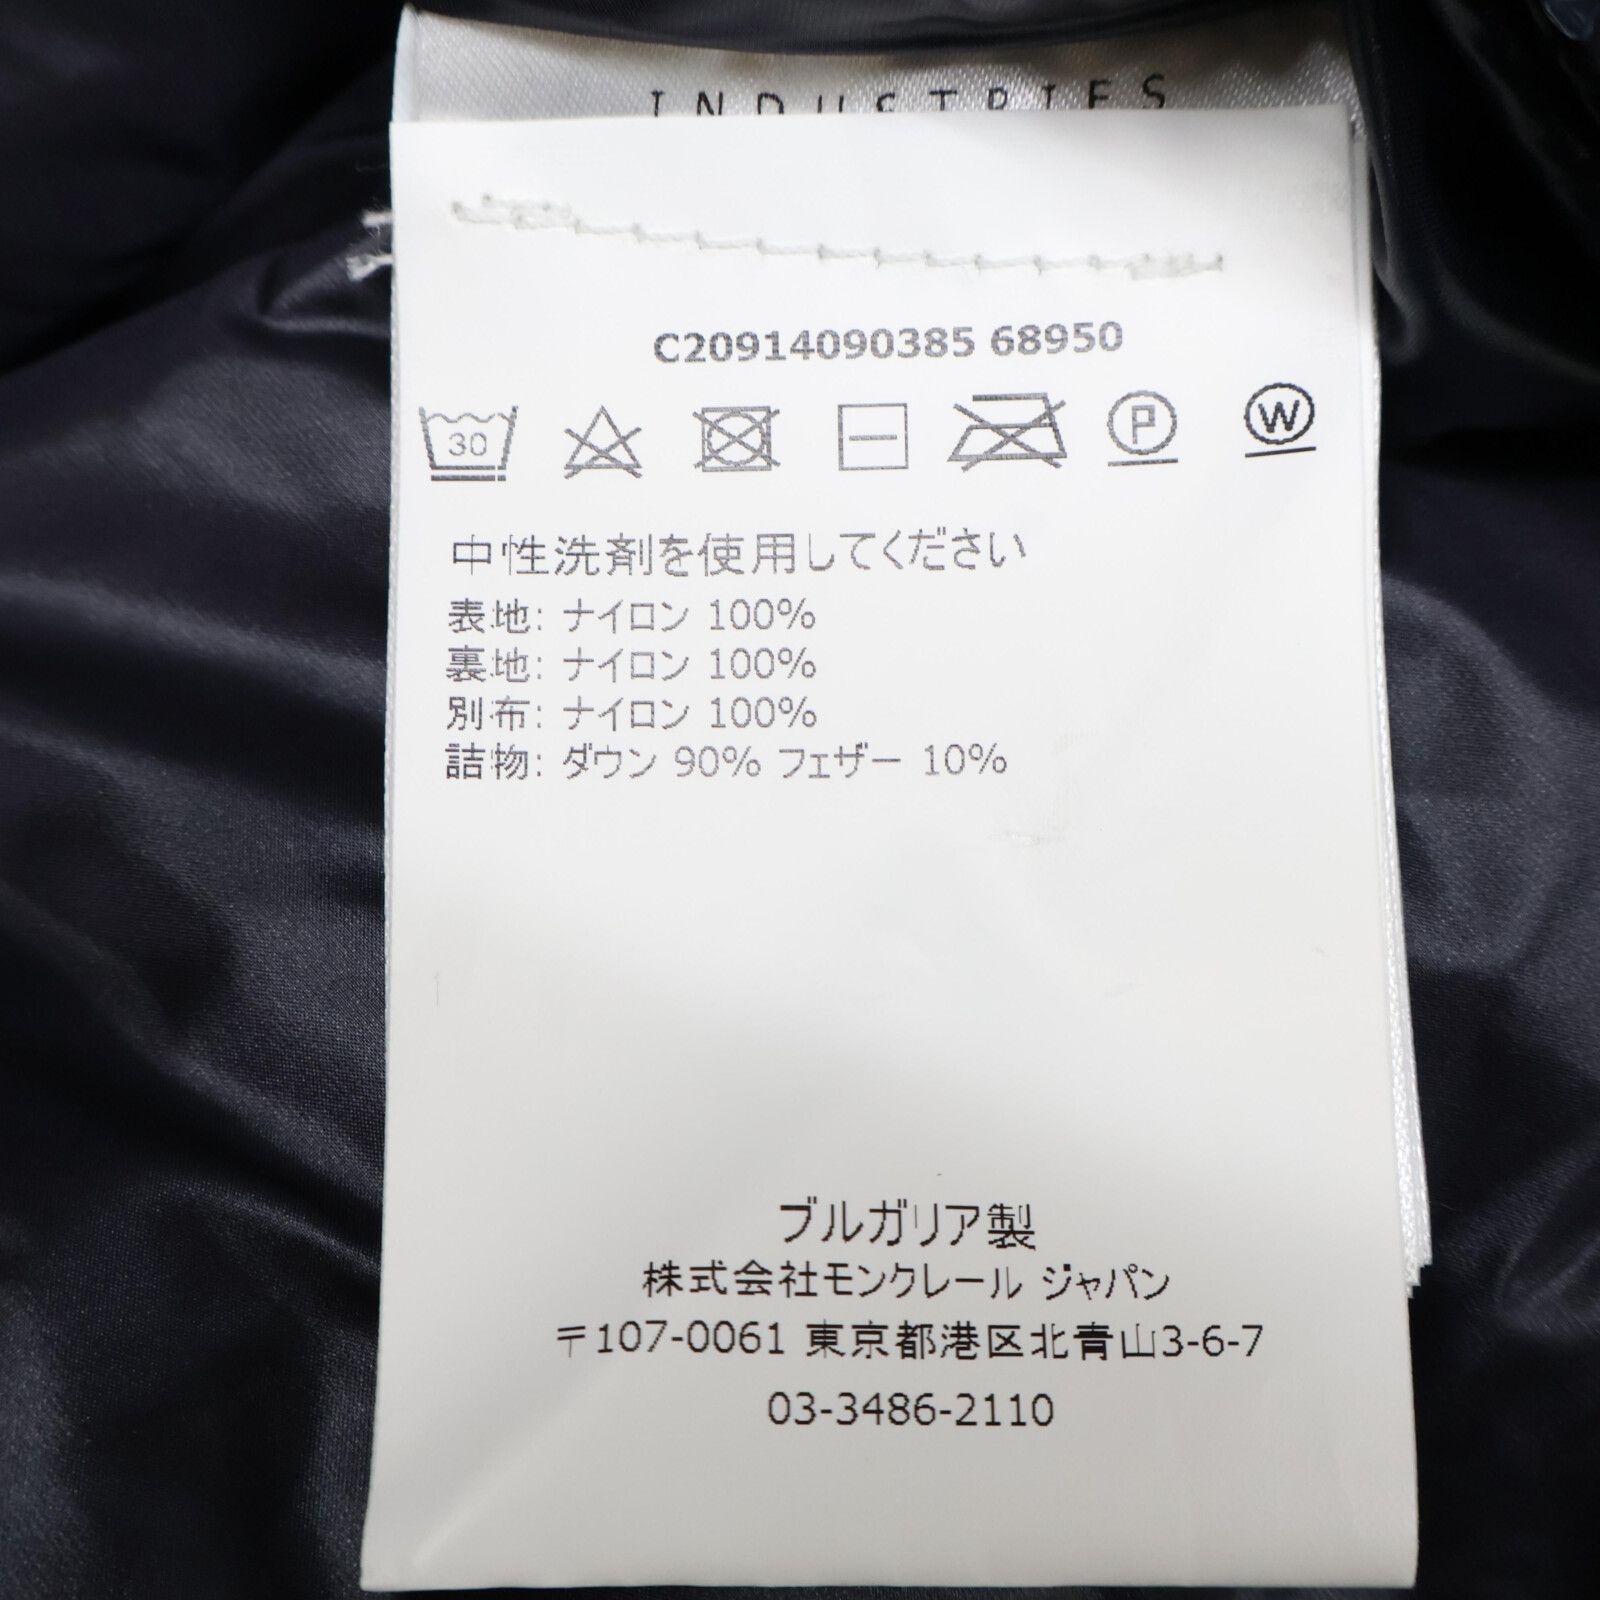 INDUSTRIES
C20914090385 68950
30 P W
中性洗剤を使用してください
表地: ナイロン 100%
裏地: ナイロン 100%
別布: ナイロン 100%
詰物: ダウン 90% フェザー 10%
ブルガリア製
株式会社モンクレール ジャパン
〒107-0061 東京都港区北青山3-6-7
03-3486-2110